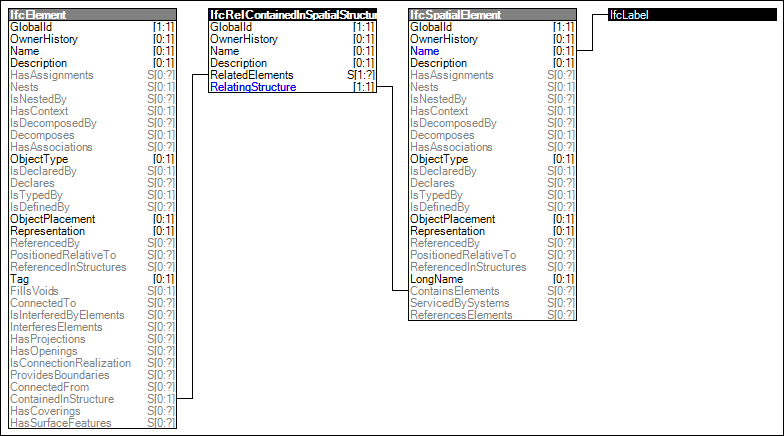 IfcElement
GlobalId [1:1]
OwnerHistory [0:1]
Name [0:1]
Description [0:1]
HasAssignments S[0:?]
Nests S[0:1]
IsNestedBy S[0:?]
HasContext S[0:1]
IsDecomposedBy S[0:?]
Decomposes S[0:1]
HasAssociations S[0:?]
ObjectType [0:1]
IsDeclaredBy S[0:1]
Declares S[0:?]
IsTypedBy S[0:1]
IsDefinedBy S[0:?]
ObjectPlacement [0:1]
Representation [0:1]
ReferencedBy S[0:?]
PositionedRelativeTo S[0:?]
ReferencedInStructures S[0:?]
Tag [0:1]
FillsVoids S[0:1]
ConnectedTo S[0:?]
IsInterferedByElements S[0:?]
InterferesElements S[0:?]
HasProjections S[0:?]
HasOpenings S[0:?]
IsConnectionRealization S[0:?]
ProvidesBoundaries S[0:?]
ConnectedFrom S[0:?]
ContainedInStructure S[0:1]
HasCoverings S[0:?]
HasSurfaceFeatures S[0:?]
IfcRelContainedInSpatialStructur
GlobalId [1:1]
OwnerHistory [0:1]
Name [0:1]
Description [0:1]
RelatedElements S[1:?]
RelatingStructure [1:1]
IfcSpatialElement
GlobalId [1:1]
OwnerHistory [0:1]
Name [0:1]
Description [0:1]
HasAssignments S[0:?]
Nests S[0:1]
IsNestedBy S[0:?]
HasContext S[0:1]
IsDecomposedBy S[0:?]
Decomposes S[0:1]
HasAssociations S[0:?]
ObjectType [0:1]
IsDeclaredBy S[0:1]
Declares S[0:?]
IsTypedBy S[0:1]
IsDefinedBy S[0:?]
ObjectPlacement [0:1]
Representation [0:1]
ReferencedBy S[0:?]
PositionedRelativeTo S[0:?]
ReferencedInStructures S[0:?]
LongName [0:1]
ContainsElements S[0:?]
ServicedBySystems S[0:?]
ReferencesElements S[0:?]
IfcLabel